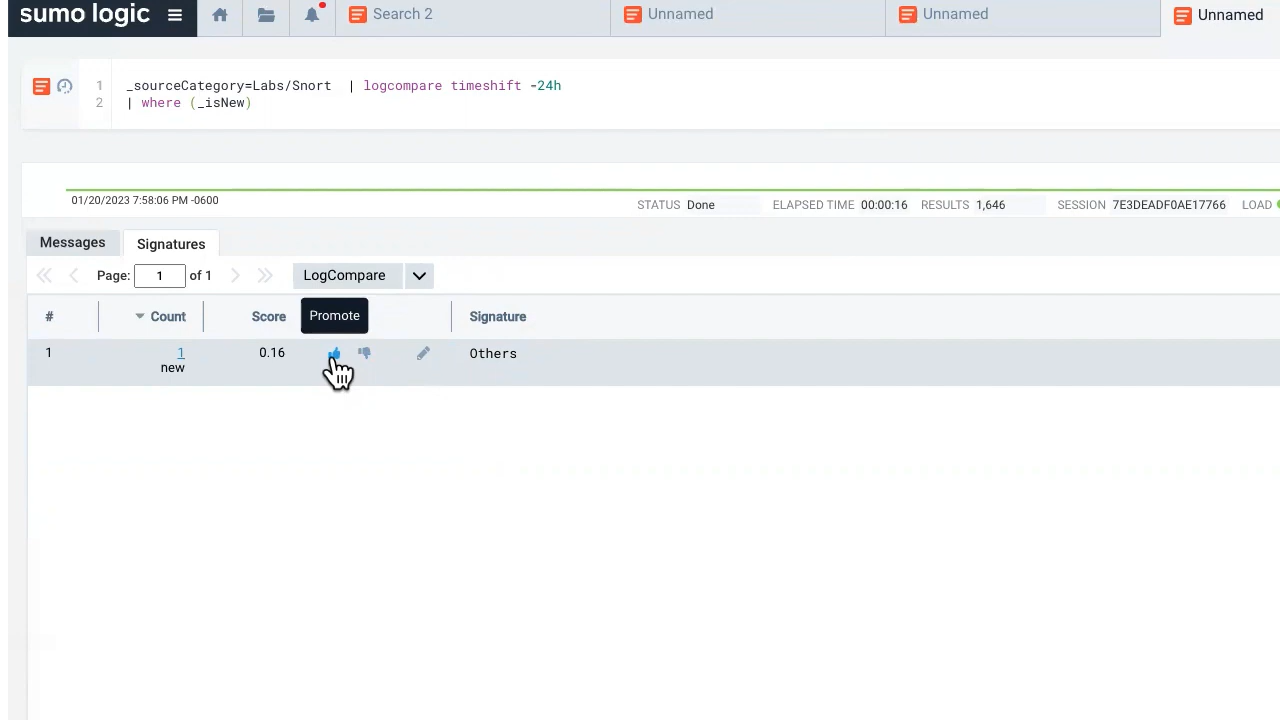 sumo logic
Search 2
Unnamed
Unnamed
Unnamed
1 _sourceCategory=Labs/Snort | logcompare timeshift -24h
2 | where (_isNew)
01/20/2023 7:58:06 PM -0600
STATUS Done ELAPSED TIME 00:00:16 RESULTS 1,646 SESSION 7E3DEADF0AE17766 LOAD
Messages Signatures
Page: 1 of 1 LogCompare
# Count Score Promote Signature
1 1 0.16 Others
new